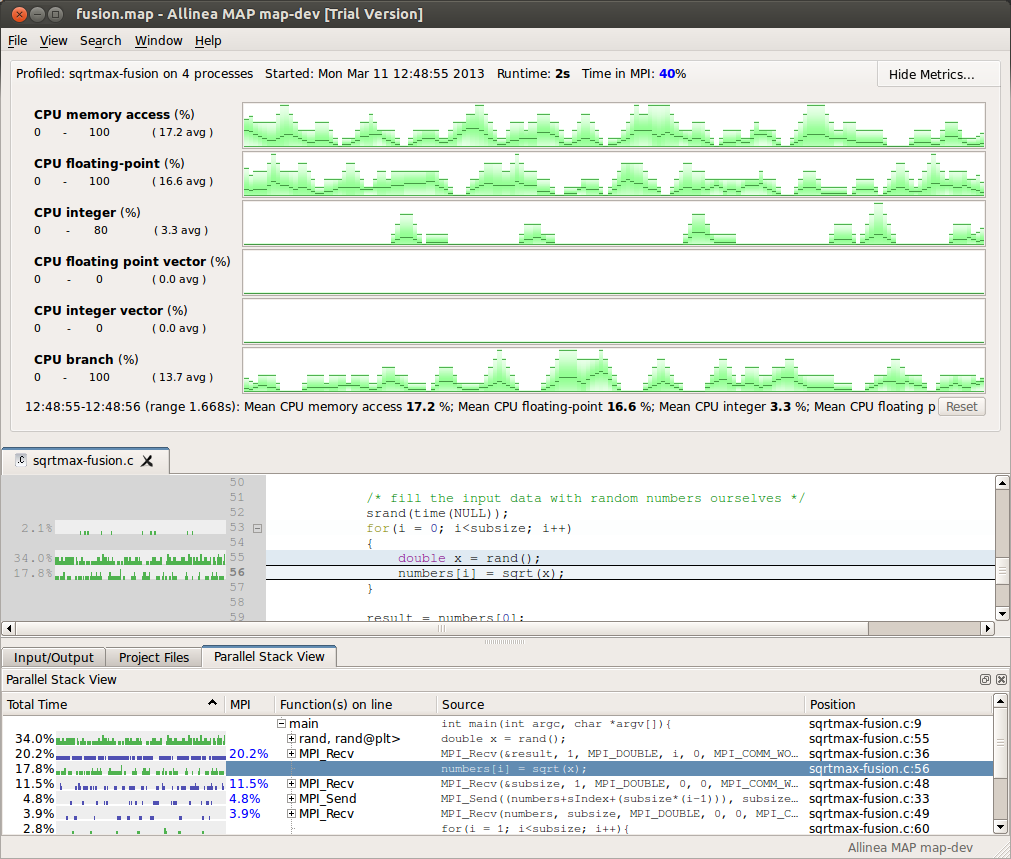 fusion.map - Allinea MAP map-dev [Trial Version]
File View Search Window Help
Profiled: sqrtmax-fusion on 4 processes Started: Mon Mar 11 12:48:55 2013 Runtime: 2s Time in MPI: 40% Hide Metrics...
CPU memory access (%)
0 - 100 ( 17.2 avg )
CPU floating-point (%)
0 - 100 ( 16.6 avg )
CPU integer (%)
0 - 80 ( 3.3 avg )
CPU floating point vector (%)
0 - 0 ( 0.0 avg )
CPU integer vector (%)
0 - 0 ( 0.0 avg )
CPU branch (%)
0 - 100 ( 13.7 avg )
12:48:55-12:48:56 (range 1.668s): Mean CPU memory access 17.2 %; Mean CPU floating-point 16.6 %; Mean CPU integer 3.3 %; Mean CPU floating p Reset
.c sqrtmax-fusion.c X
50
51 /* fill the input data with random numbers ourselves */
52 srand(time(NULL));
2.1% 53 for(i = 0; i<subsize; i++)
54 {
34.0% 55 double x = rand();
17.8% 56 numbers[i] = sqrt(x);
57 }
58
59 result = numbers[0];
Input/Output Project Files Parallel Stack View
Parallel Stack View
Total Time MPI Function(s) on line Source Position
main int main(int argc, char *argv[]){ sqrtmax-fusion.c:9
34.0% rand, rand@plt> double x = rand(); sqrtmax-fusion.c:55
20.2% 20.2% MPI_Recv MPI_Recv(&result, 1, MPI_DOUBLE, i, 0, MPI_COMM_WO... sqrtmax-fusion.c:36
17.8% numbers[i] = sqrt(x); sqrtmax-fusion.c:56
11.5% 11.5% MPI_Recv MPI_Recv(&subsize, 1, MPI_DOUBLE, 0, 0, MPI_COMM_W... sqrtmax-fusion.c:48
4.8% 4.8% MPI_Send MPI_Send((numbers+sIndex+(subsize*(i-1))), subsize... sqrtmax-fusion.c:33
3.9% 3.9% MPI_Recv MPI_Recv(numbers, subsize, MPI_DOUBLE, 0, 0, MPI_C... sqrtmax-fusion.c:49
2.8% for(i = 1; i<subsize; i++){ sqrtmax-fusion.c:60
Allinea MAP map-dev